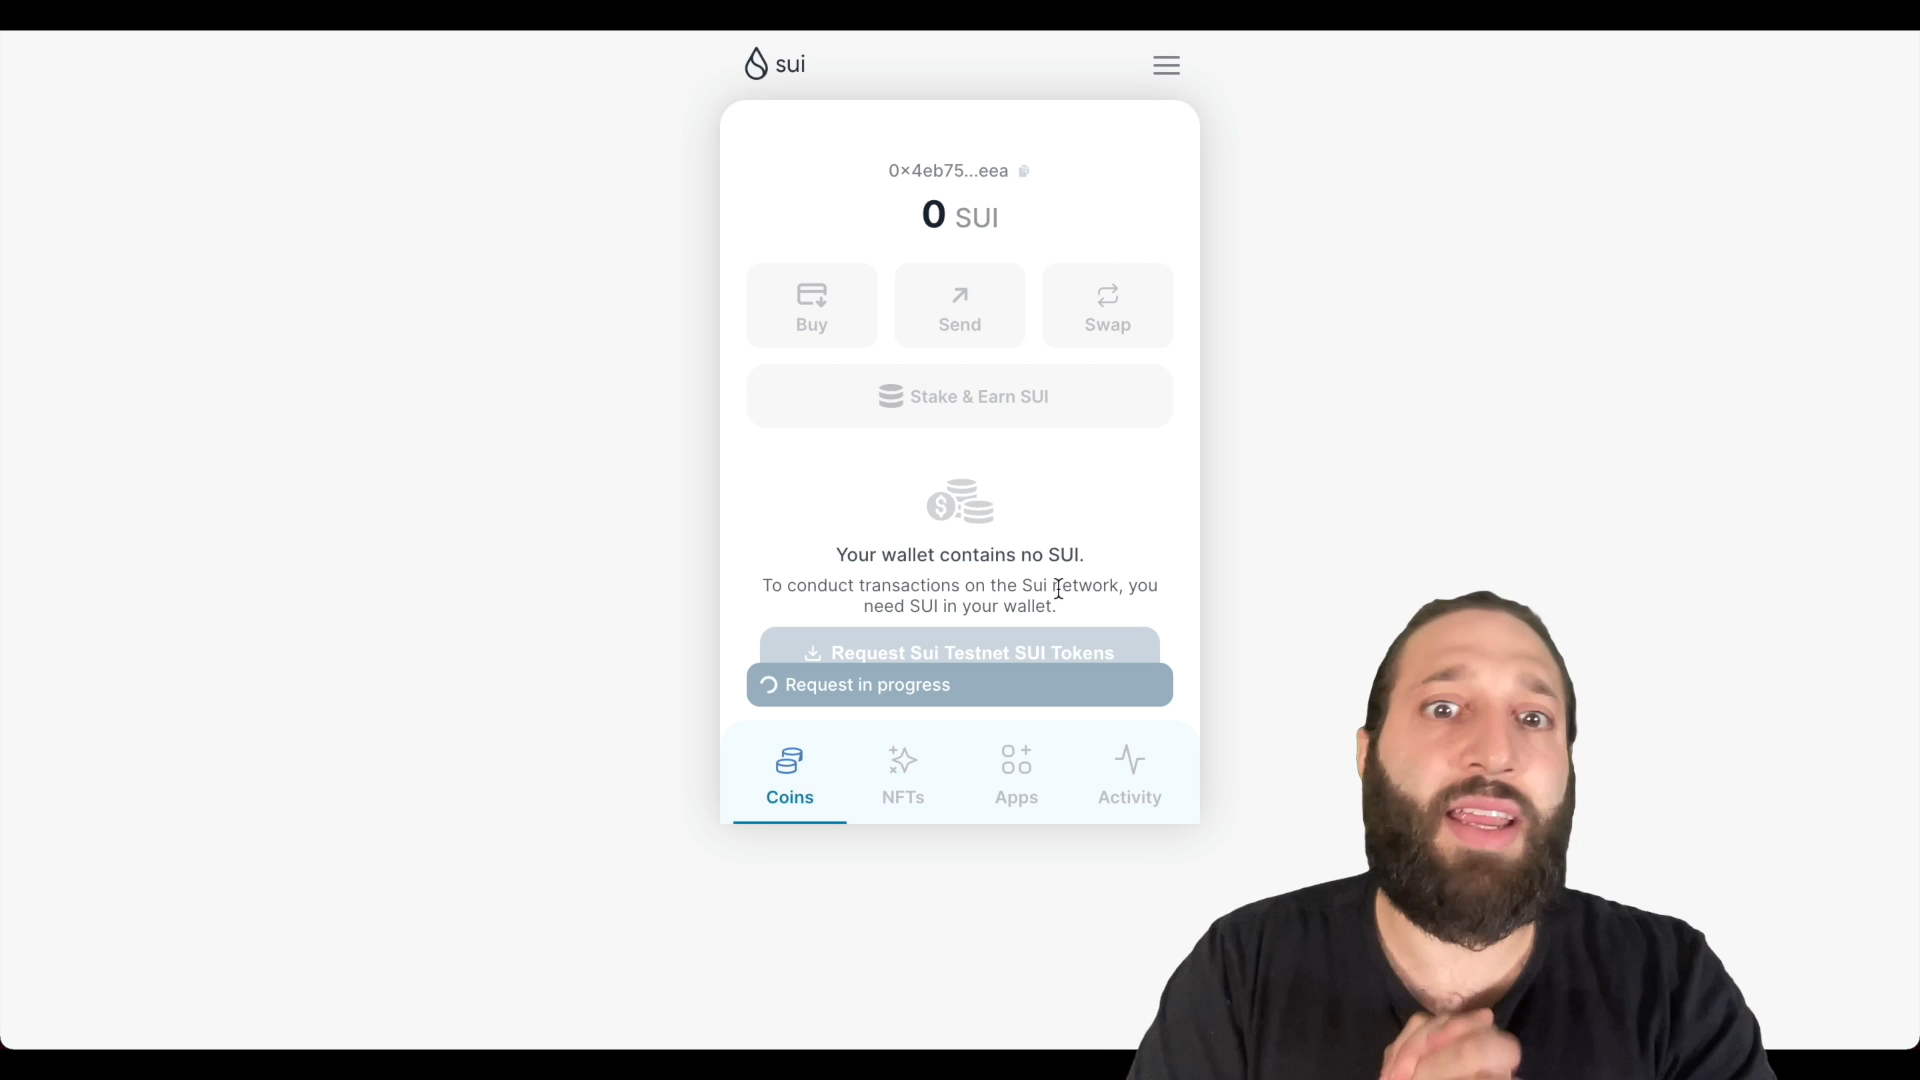 sui
0×4eb75...eea
0 SUI
Buy
Send
Swap
Stake & Earn SUI
Your wallet contains no SUI.
To conduct transactions on the Sui network, you
need SUI in your wallet.
Request Sui Testnet SUI Tokens
Request in progress
Coins
NFTs
Apps
Activity